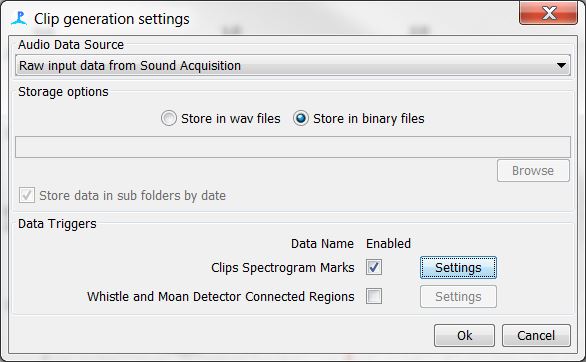 Clip generation settings
Audio Data Source
Raw input data from Sound Acquisition
Storage options
Store in wav files Store in binary files
Browse
Store data in sub folders by date
Data Triggers
Data Name Enabled
Clips Spectrogram Marks Settings
Whistle and Moan Detector Connected Regions Settings
Ok Cancel